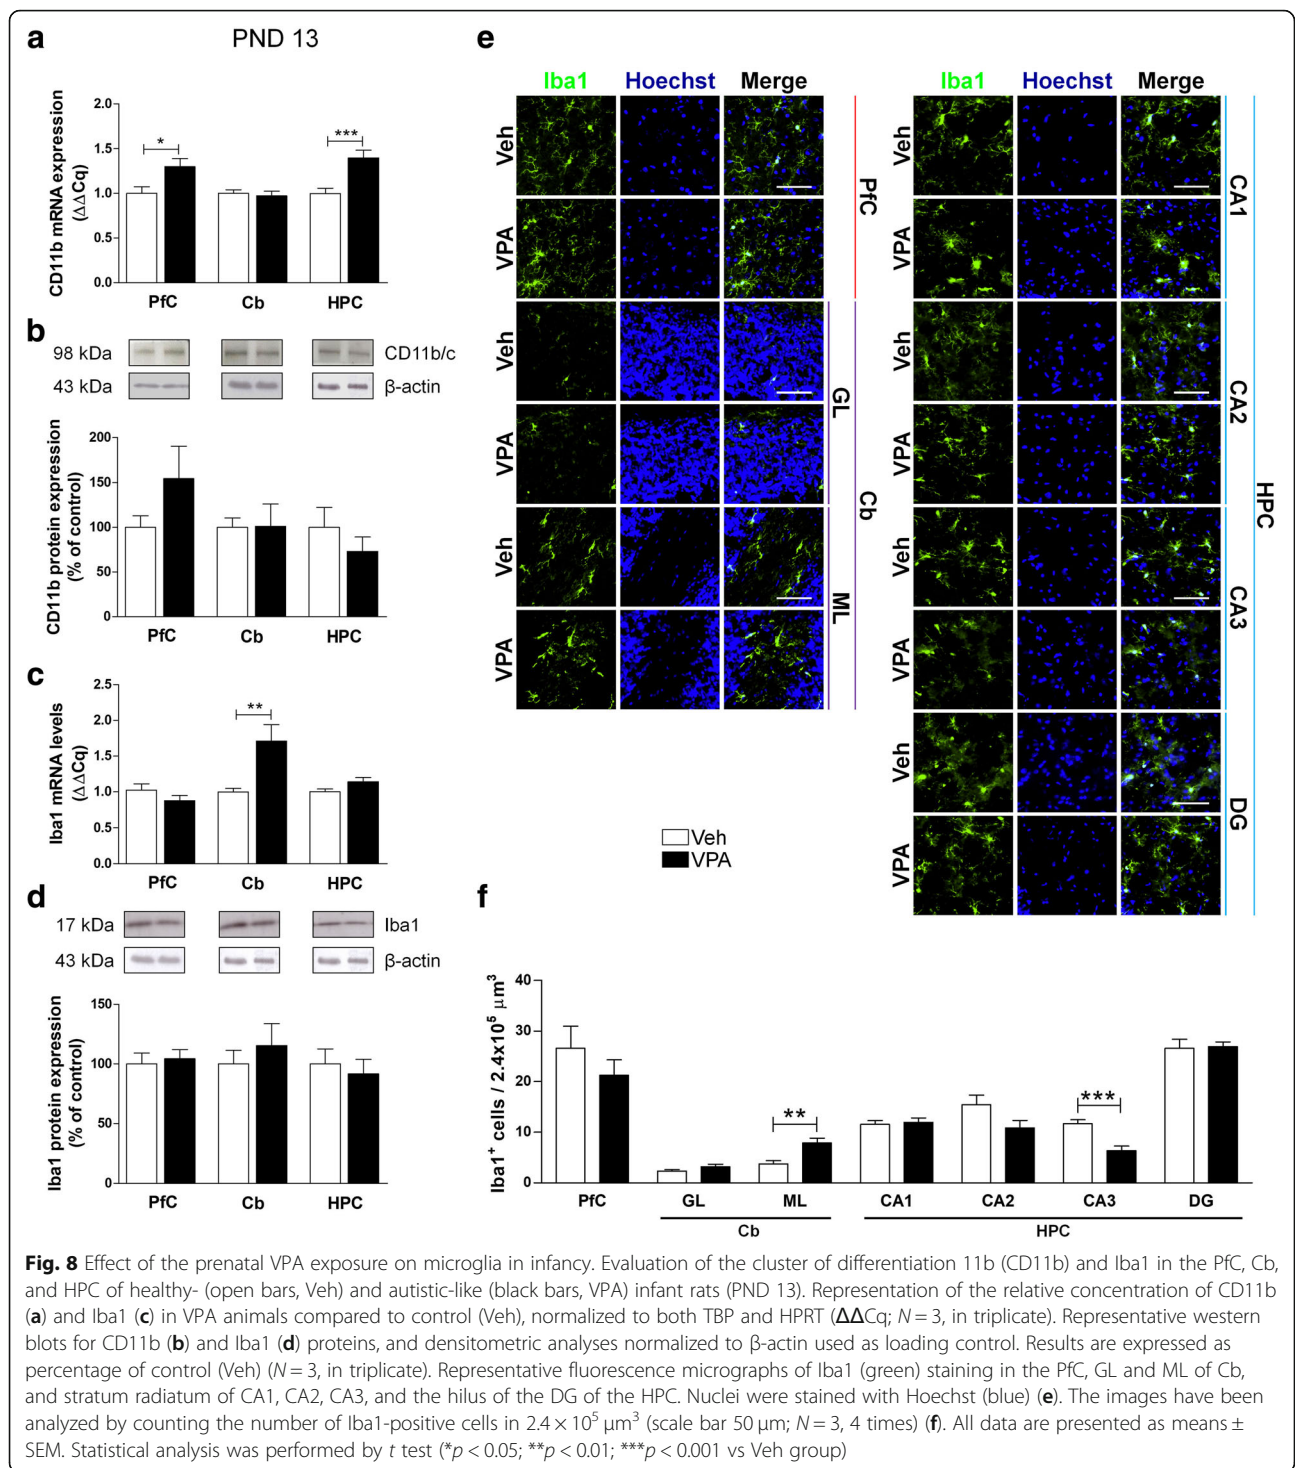 a
PND 13
CD11b mRNA expression
(ΔΔCq)
2.0
1.5
1.0
0.5
0.0
*
***
PfC Cb HPC
b
98 kDa
CD11b/c
43 kDa
β-actin
CD11b protein expression
(% of control)
200
150
100
50
0
PfC Cb HPC
c
Iba1 mRNA levels
(ΔΔCq)
2.5
2.0
1.5
1.0
0.5
0.0
**
PfC Cb HPC
d
17 kDa
Iba1
43 kDa
β-actin
Iba1 protein expression
(% of control)
150
100
50
0
PfC Cb HPC
e
Iba1 Hoechst Merge
Veh
VPA
PfC
Veh
VPA
GL
Veh
VPA
ML
Cb
Iba1 Hoechst Merge
Veh
VPA
CA1
Veh
VPA
CA2
Veh
VPA
CA3
Veh
VPA
DG
HPC
Veh
VPA
f
Iba1+ cells / 2.4x10⁵ μm³
40
30
20
10
0
**
***
PfC GL ML CA1 CA2 CA3 DG
Cb HPC
Fig. 8 Effect of the prenatal VPA exposure on microglia in infancy. Evaluation of the cluster of differentiation 11b (CD11b) and Iba1 in the PfC, Cb,
and HPC of healthy- (open bars, Veh) and autistic-like (black bars, VPA) infant rats (PND 13). Representation of the relative concentration of CD11b
(a) and Iba1 (c) in VPA animals compared to control (Veh), normalized to both TBP and HPRT (ΔΔCq; N = 3, in triplicate). Representative western
blots for CD11b (b) and Iba1 (d) proteins, and densitometric analyses normalized to β-actin used as loading control. Results are expressed as
percentage of control (Veh) (N = 3, in triplicate). Representative fluorescence micrographs of Iba1 (green) staining in the PfC, GL and ML of Cb,
and stratum radiatum of CA1, CA2, CA3, and the hilus of the DG of the HPC. Nuclei were stained with Hoechst (blue) (e). The images have been
analyzed by counting the number of Iba1-positive cells in 2.4 × 10⁵ μm³ (scale bar 50 μm; N = 3, 4 times) (f). All data are presented as means ±
SEM. Statistical analysis was performed by t test (*p < 0.05; **p < 0.01; ***p < 0.001 vs Veh group)